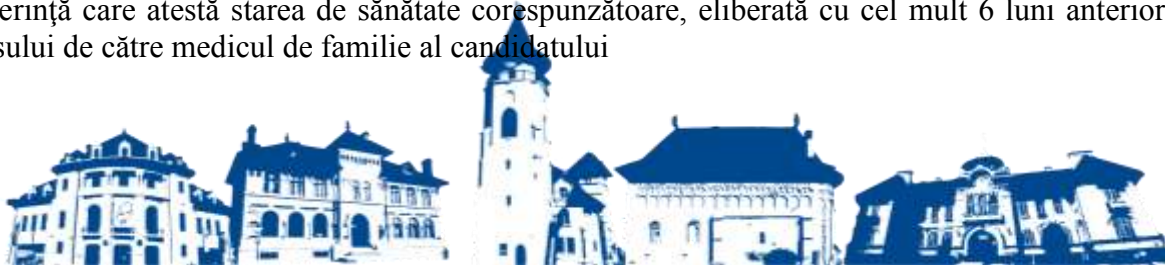 erinţă care atestă starea de sănătate corespunzătoare, eliberată cu cel mult 6 luni anterior
sului de către medicul de familie al candidatului